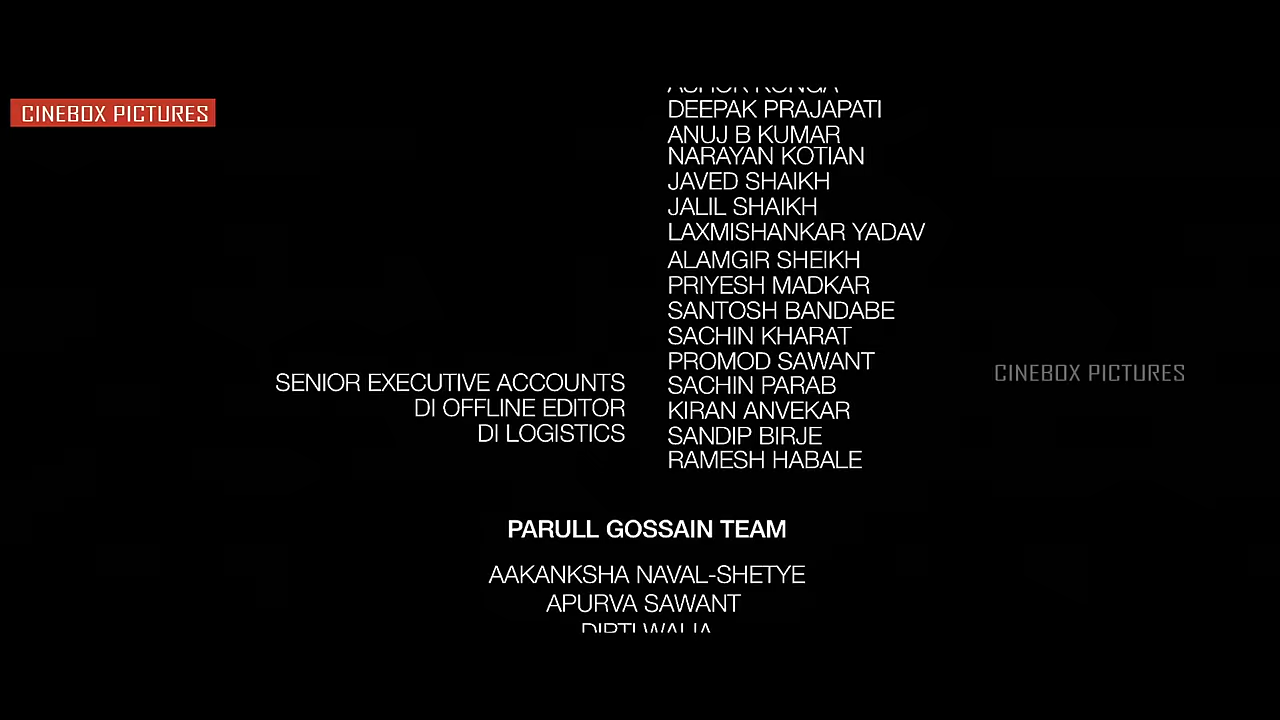 CINEBOX PICTURES
DEEPAK PRAJAPATI
ANUJ B KUMAR
NARAYAN KOTIAN
JAVED SHAIKH
JALIL SHAIKH
LAXMISHANKAR YADAV
ALAMGIR SHEIKH
PRIYESH MADKAR
SANTOSH BANDABE
SACHIN KHARAT
PROMOD SAWANT
CINEBOX PICTURES
SENIOR EXECUTIVE ACCOUNTS SACHIN PARAB
DI OFFLINE EDITOR KIRAN ANVEKAR
DI LOGISTICS SANDIP BIRJE
RAMESH HABALE
PARULL GOSSAIN TEAM
AAKANKSHA NAVAL-SHETYE
APURVA SAWANT